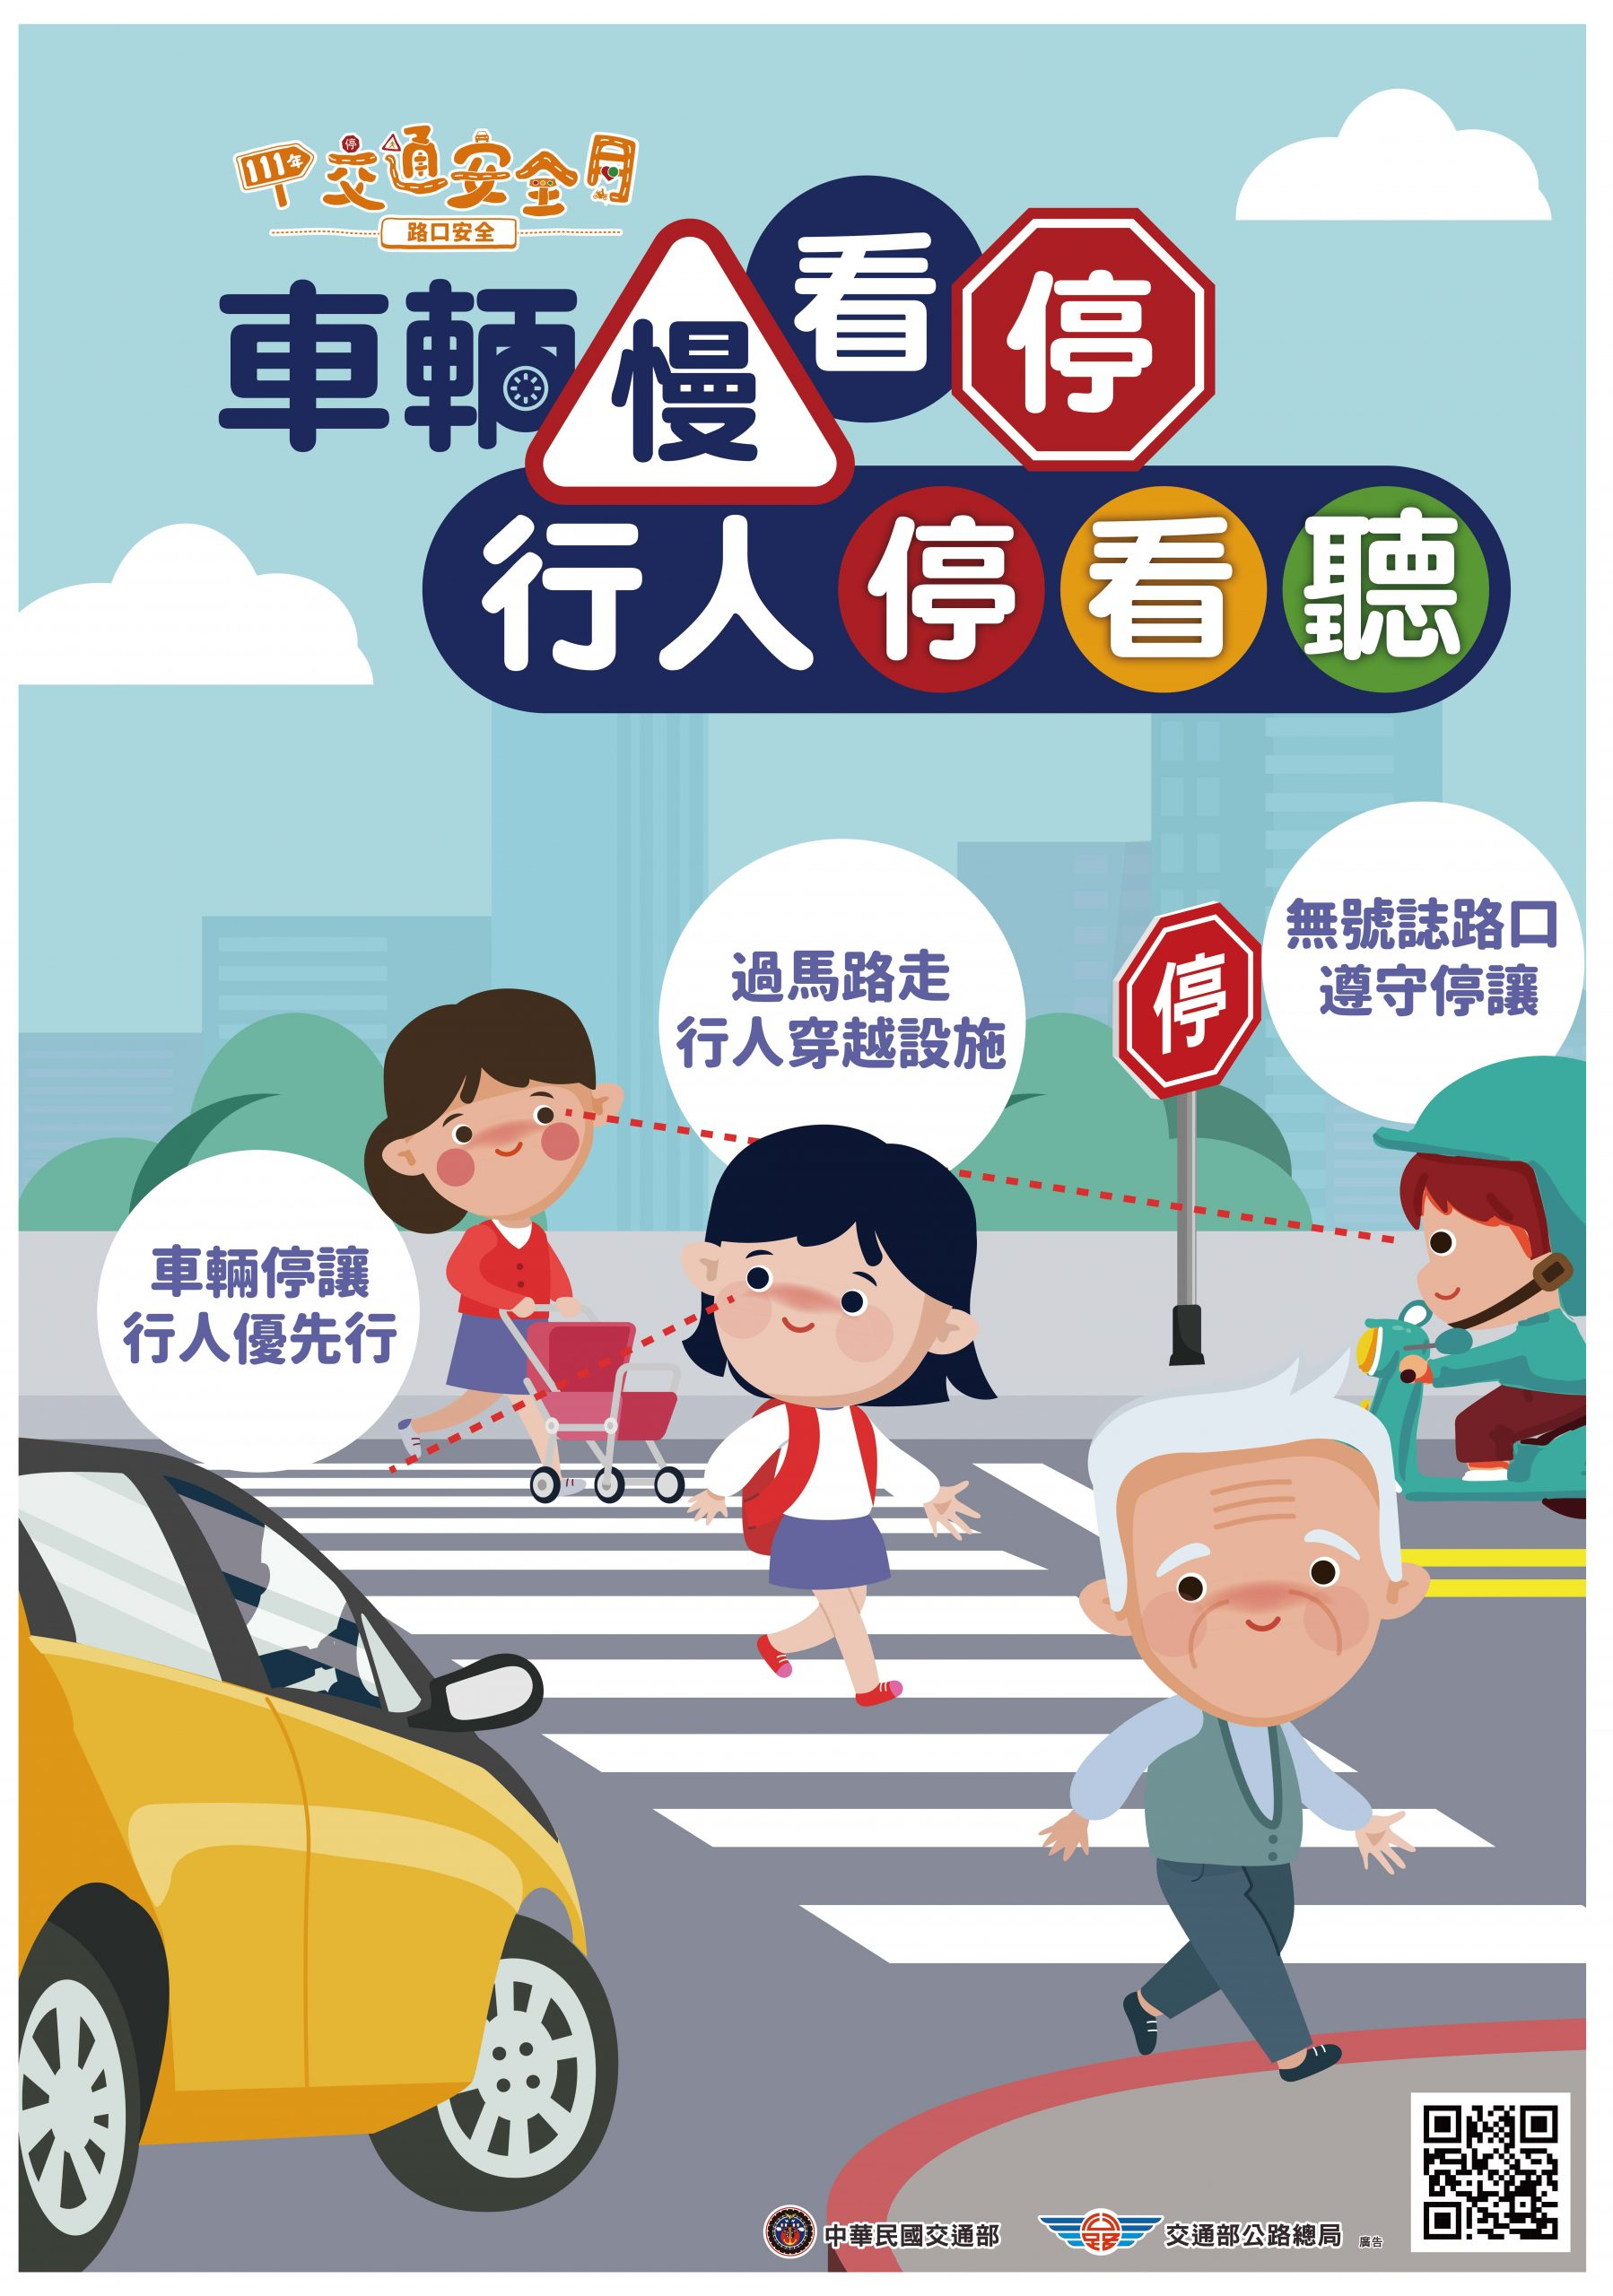 111年 交通安全月
停
路口安全
車輛慢看停
行人停看聽
無號誌路口
遵守停讓
過馬路走
行人穿越設施
停
車輛停讓
行人優先行
中華民國交通部
交通部公路總局
廣告